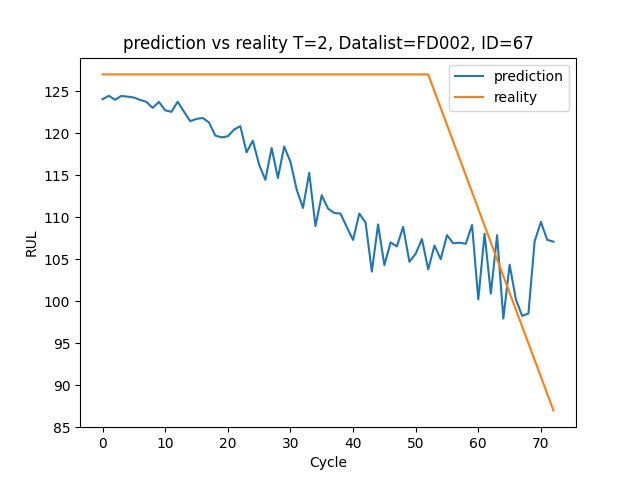 prediction vs reality T=2, Datalist=FD002, ID=67
prediction
reality
RUL
125
120
115
110
105
100
95
90
85
0 10 20 30 40 50 60 70
Cycle